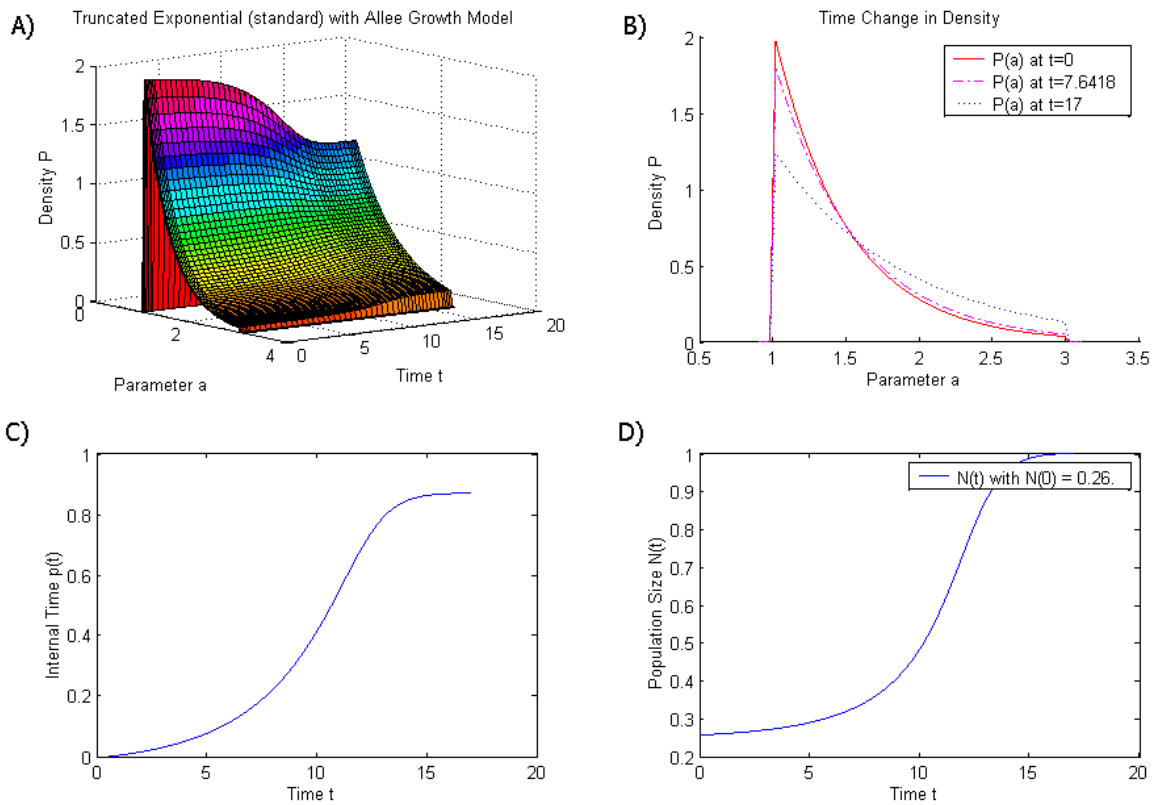 A)
Truncated Exponential (standard) with Allee Growth Model
2
1.5
1
0.5
0
Density P
0
2
4
Parameter a
0
5
10
15
20
Time t
B)
Time Change in Density
P(a) at t=0
P(a) at t=7.6418
P(a) at t=17
2
1.5
1
0.5
0
Density P
0.5
1
1.5
2
2.5
3
3.5
Parameter a
C)
1
0.8
0.6
0.4
0.2
0
Internal Time p(t)
0
5
10
15
20
Time t
D)
N(t) with N(0) = 0.26.
1
0.9
0.8
0.7
0.6
0.5
0.4
0.3
0.2
Population Size N(t)
0
5
10
15
20
Time t